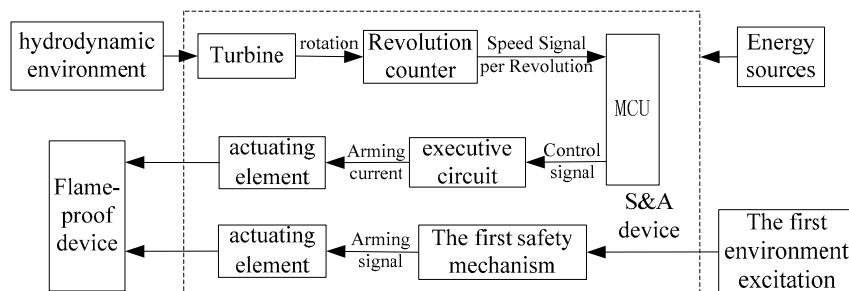 hydrodynamic
environment
Turbine
rotation
Revolution
counter
Speed Signal
per Revolution
MCU
Energy
sources
Flame-
proof
device
actuating
element
Arming
current
executive
circuit
Control
signal
S&A
device
actuating
element
Arming
signal
The first safety
mechanism
The first
environment
excitation